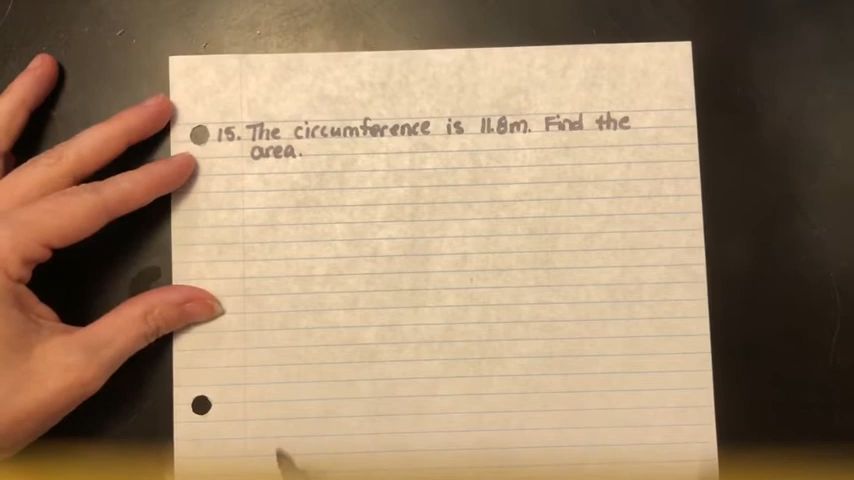 15. The circumference is 11.8m. Find the
area.